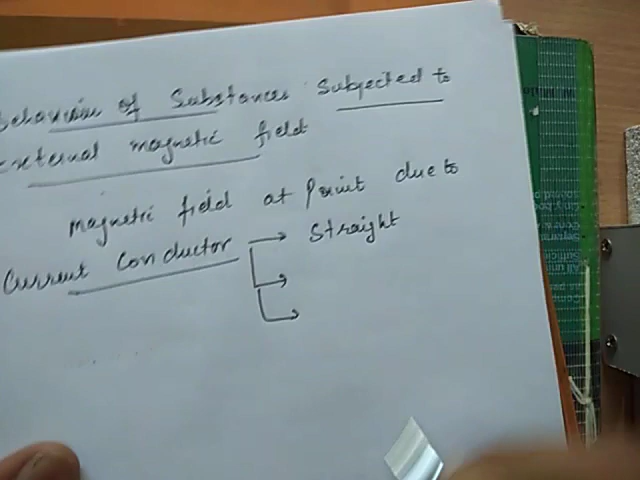 Behaviour of Substances Subjected to
External magnetic field
magnetic field at Point due to
Current Conductor → Straight